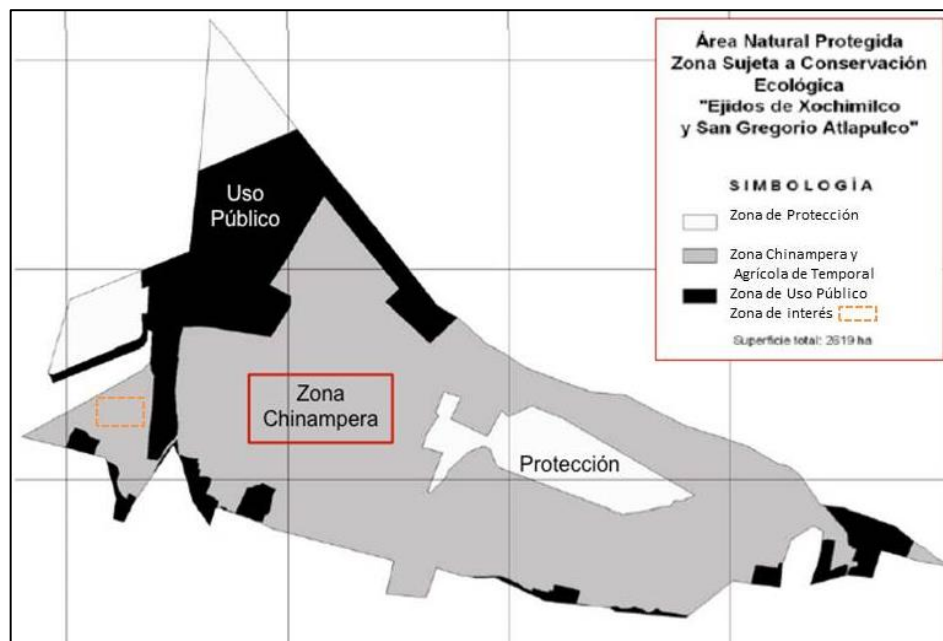 Área Natural Protegida
Zona Sujeta a Conservación
Ecológica
"Ejidos de Xochimilco
y San Gregorio Atlapulco"
SIMBOLOGÌA
Zona de Protección
Zona Chinampera y
Agrícola de Temporal
Zona de Uso Público
Zona de interés
Superficie total: 2619 ha
Uso
Público
Zona
Chinampera
Protección